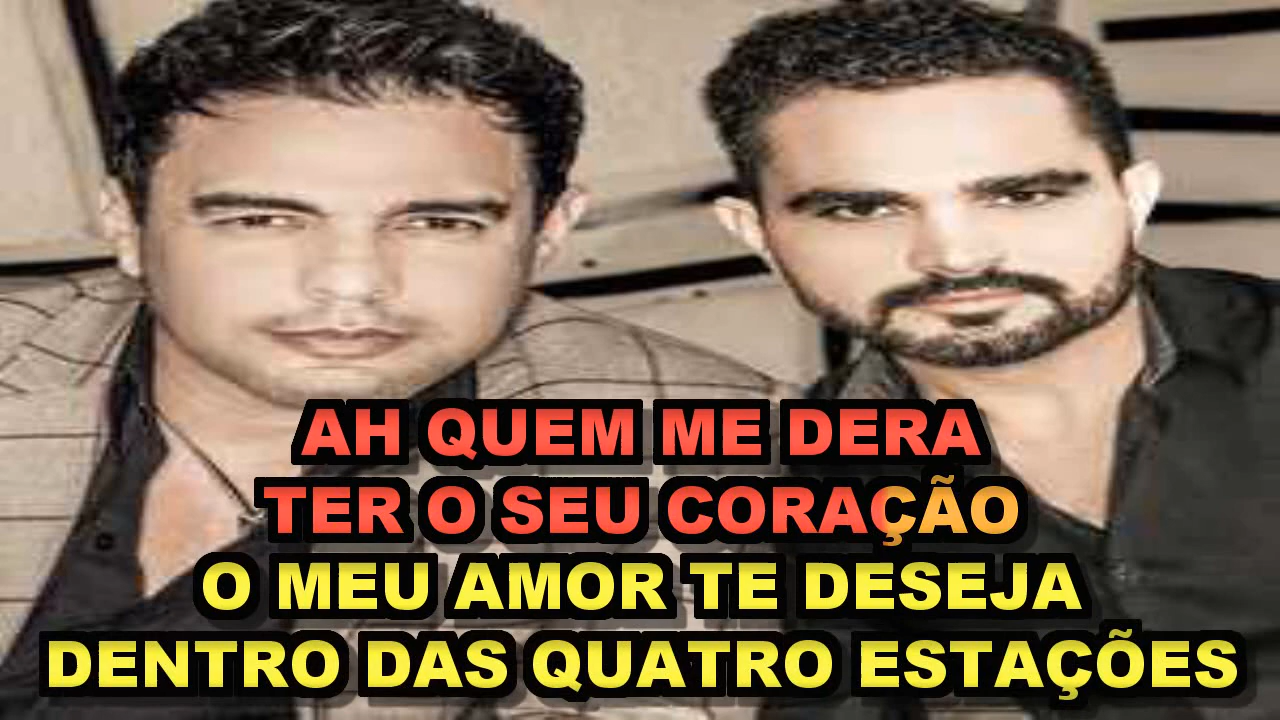 AH QUEM ME DERA
TER O SEU CORAÇÃO
O MEU AMOR TE DESEJA
DENTRO DAS QUATRO ESTAÇÕES